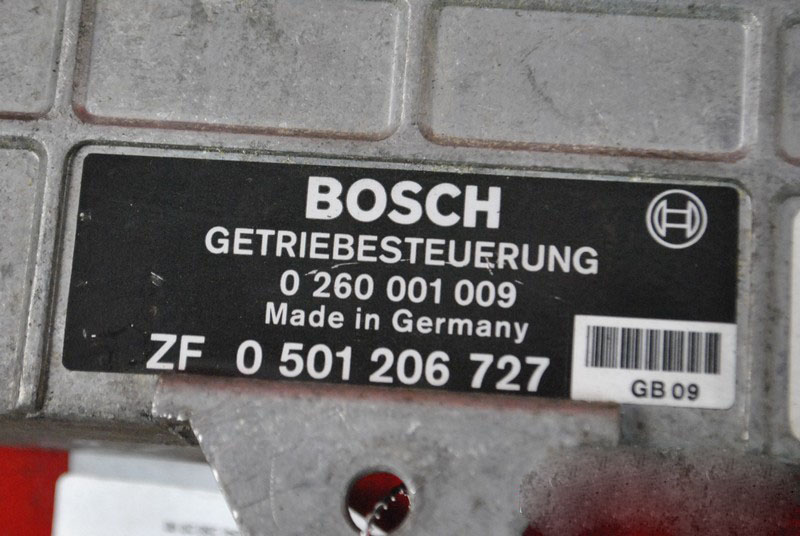 BOSCH
GETRIEBESTEUERUNG
0 260 001 009
Made in Germany
ZF 0 501 206 727
GB 09